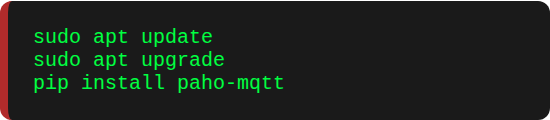 sudo apt update
sudo apt upgrade
pip install paho-mqtt